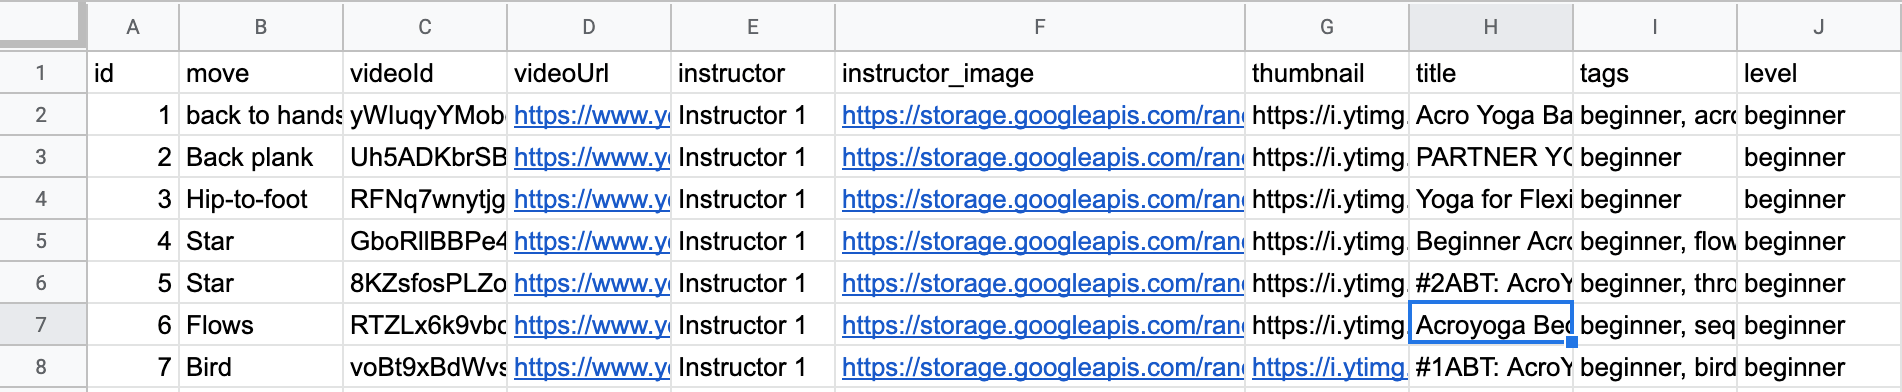 A B C D E F G H I J
1 id move videoId videoUrl instructor instructor_image thumbnail title tags level
2 1 back to hands yWIuqyYMob https://www.y Instructor 1 https://storage.googleapis.com/ran https://i.ytimg. Acro Yoga Ba beginner, acro beginner
3 2 Back plank Uh5ADKbrSB https://www.y Instructor 1 https://storage.googleapis.com/ran https://i.ytimg. PARTNER YO beginner beginner
4 3 Hip-to-foot RFNq7wnytjg https://www.y Instructor 1 https://storage.googleapis.com/ran https://i.ytimg. Yoga for Flexi beginner beginner
5 4 Star GboRllBBPe4 https://www.y Instructor 1 https://storage.googleapis.com/ran https://i.ytimg. Beginner Acro beginner, flow beginner
6 5 Star 8KZsfosPLZo https://www.y Instructor 1 https://storage.googleapis.com/ran https://i.ytimg. #2ABT: AcroY beginner, thro beginner
7 6 Flows RTZLx6k9vbc https://www.y Instructor 1 https://storage.googleapis.com/ran https://i.ytimg. Acroyoga Beg beginner, seq beginner
8 7 Bird voBt9xBdWvs https://www.y Instructor 1 https://storage.googleapis.com/ran https://i.ytimg. #1ABT: AcroY beginner, bird beginner